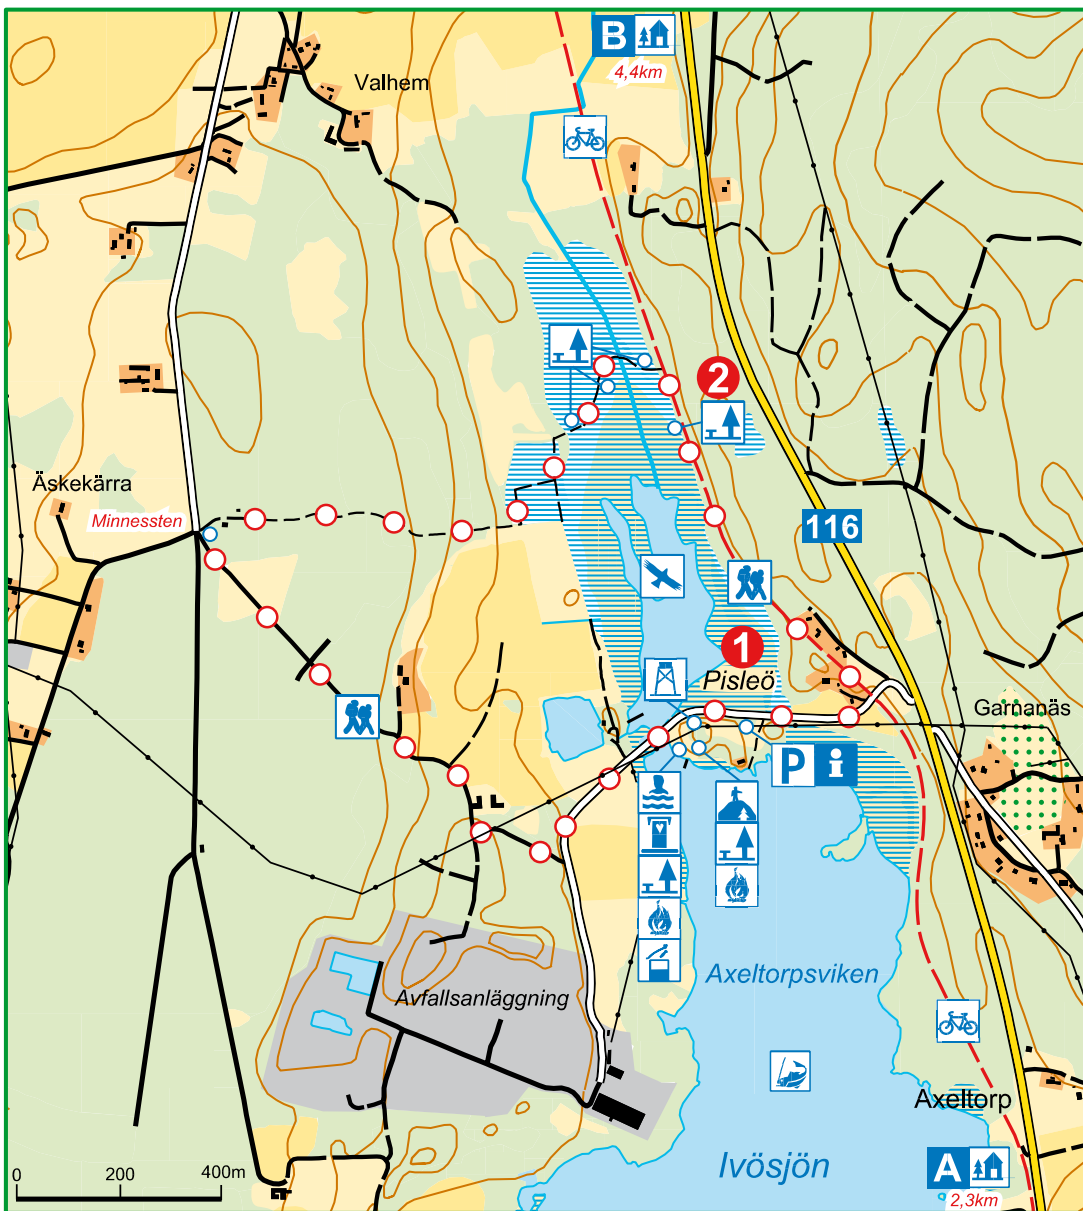 B
4,4km
Valhem
2
Äskekärra
Minnessten
116
1
Pisleö
Garnanäs
P i
Axeltorpsviken
Avfallsanläggning
Axeltorp
Ivösjön
A
2,3km
0 200 400m